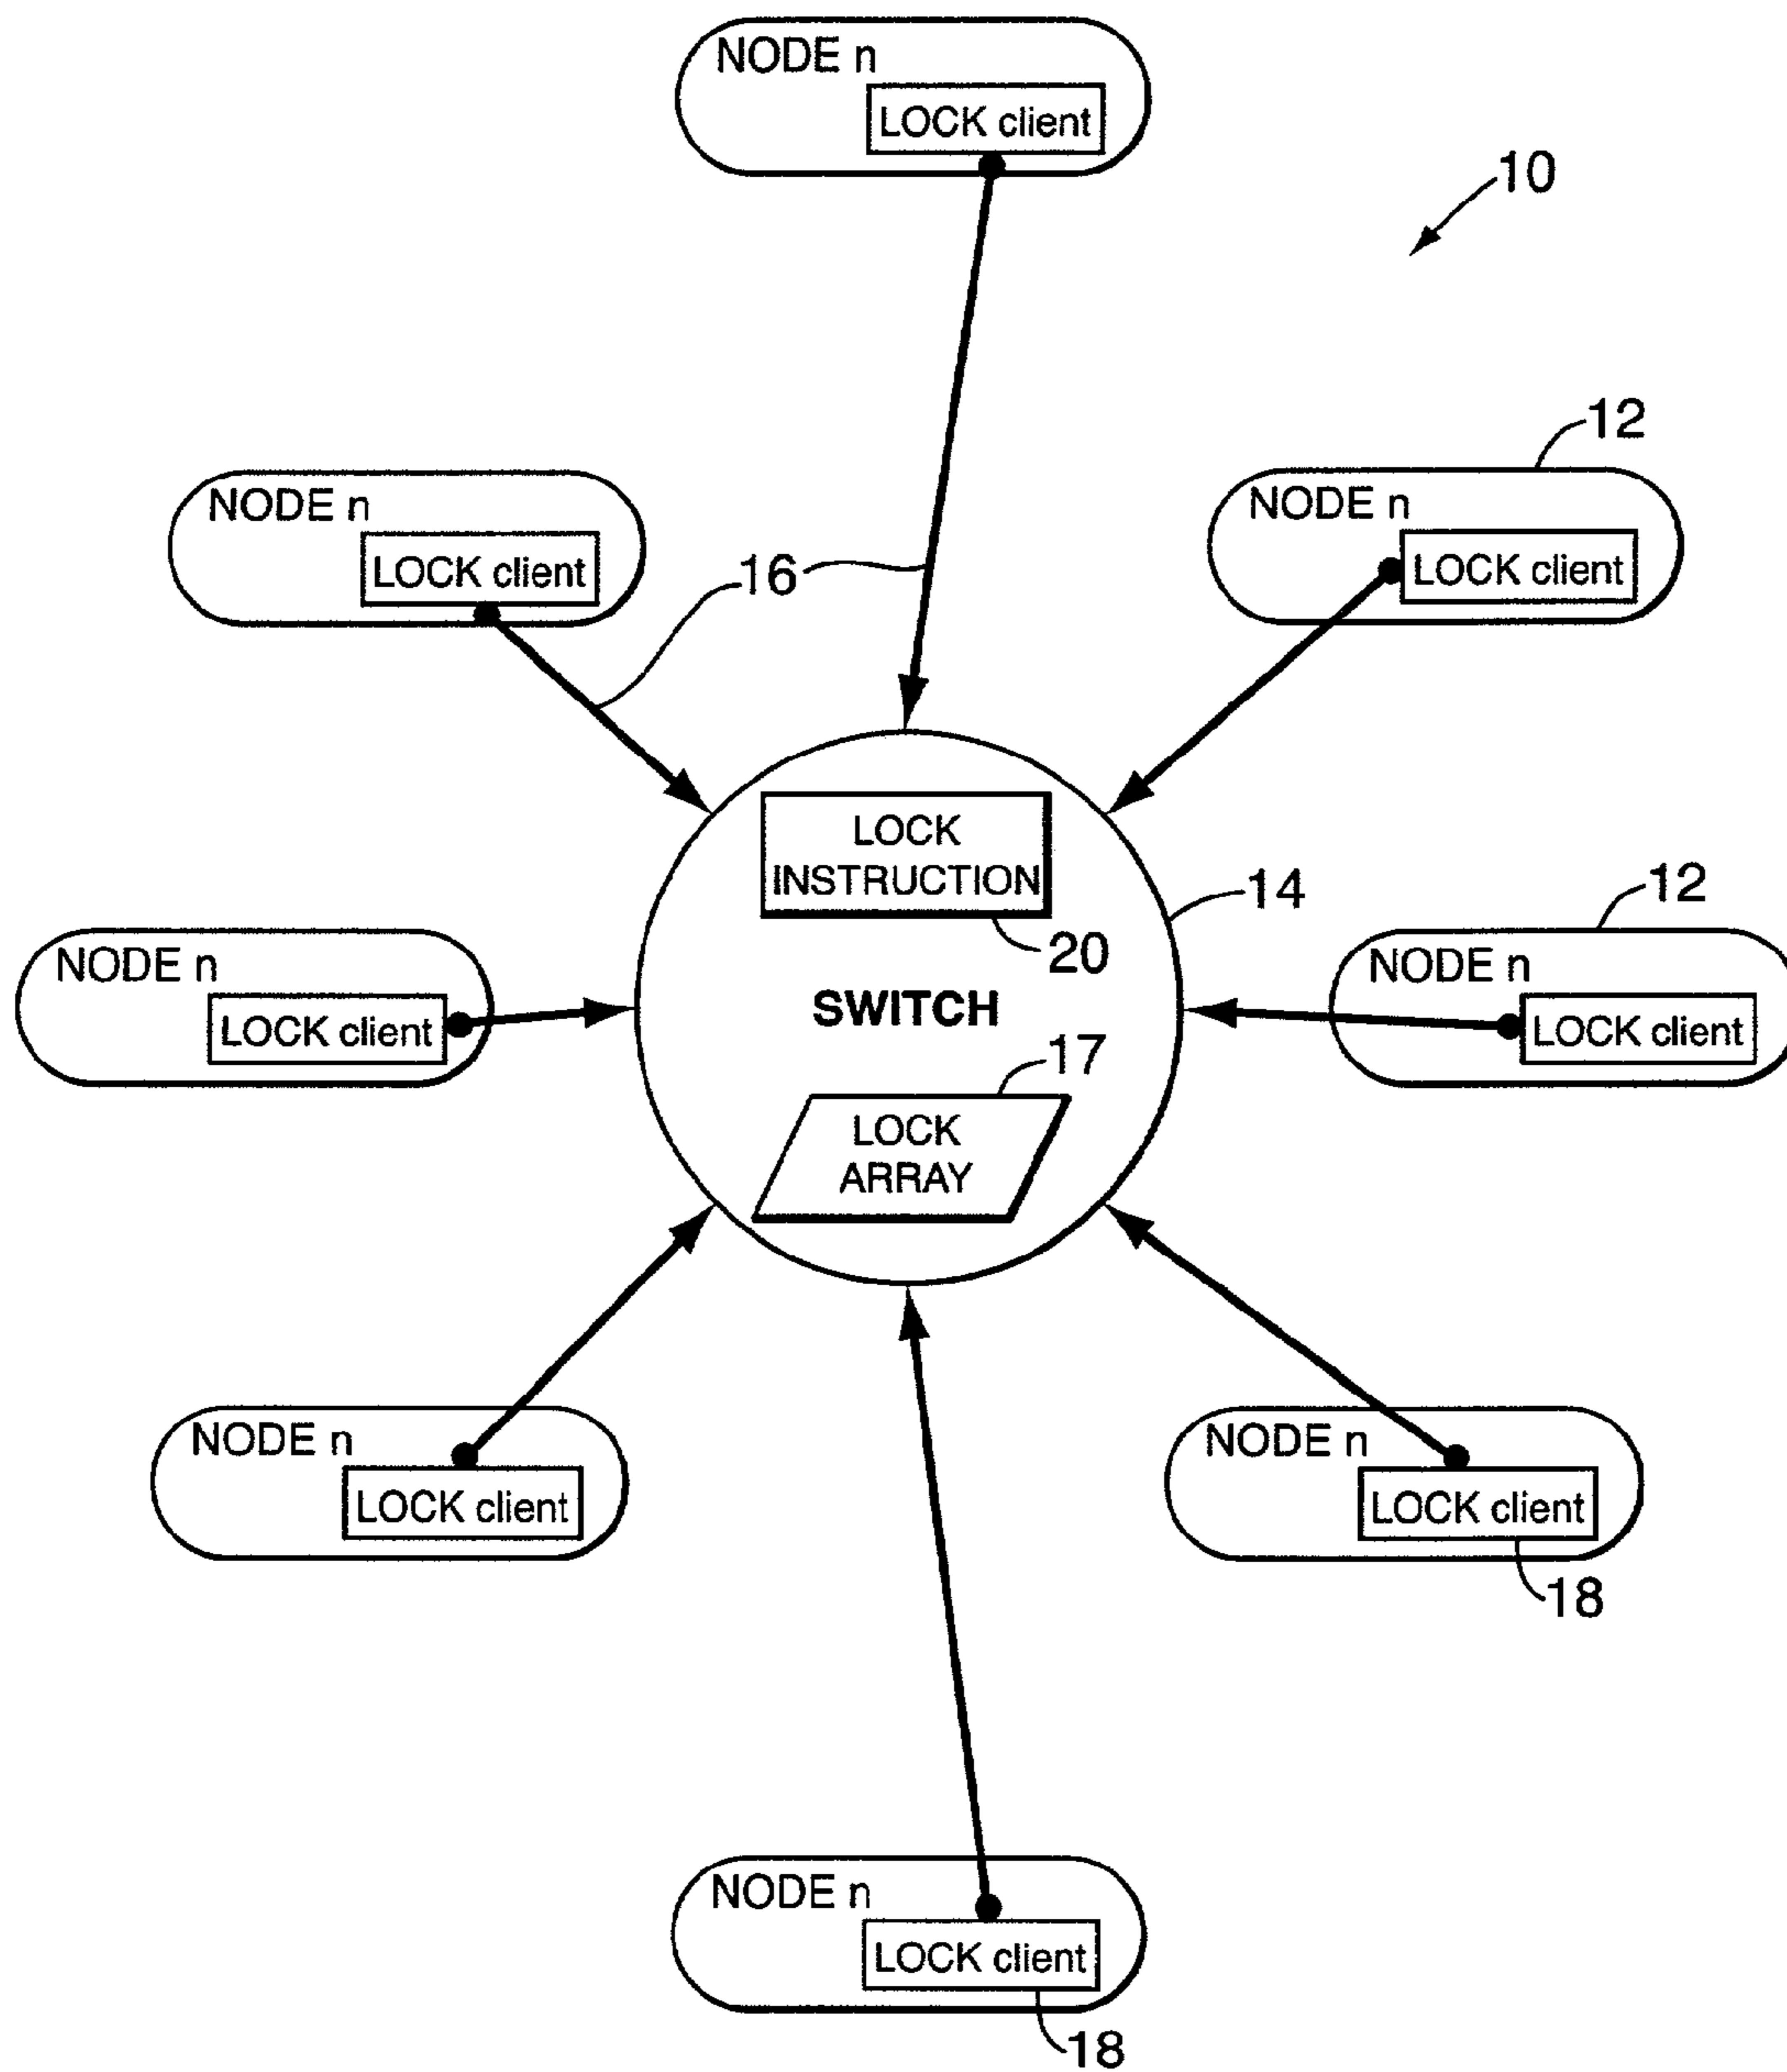 NODE n
LOCK client
10
12
NODE n
LOCK client
16
NODE n
LOCK client
LOCK
INSTRUCTION
20
14
12
NODE n
LOCK client
SWITCH
NODE n
LOCK client
17
LOCK
ARRAY
NODE n
LOCK client
NODE n
LOCK client
18
NODE n
LOCK client
18